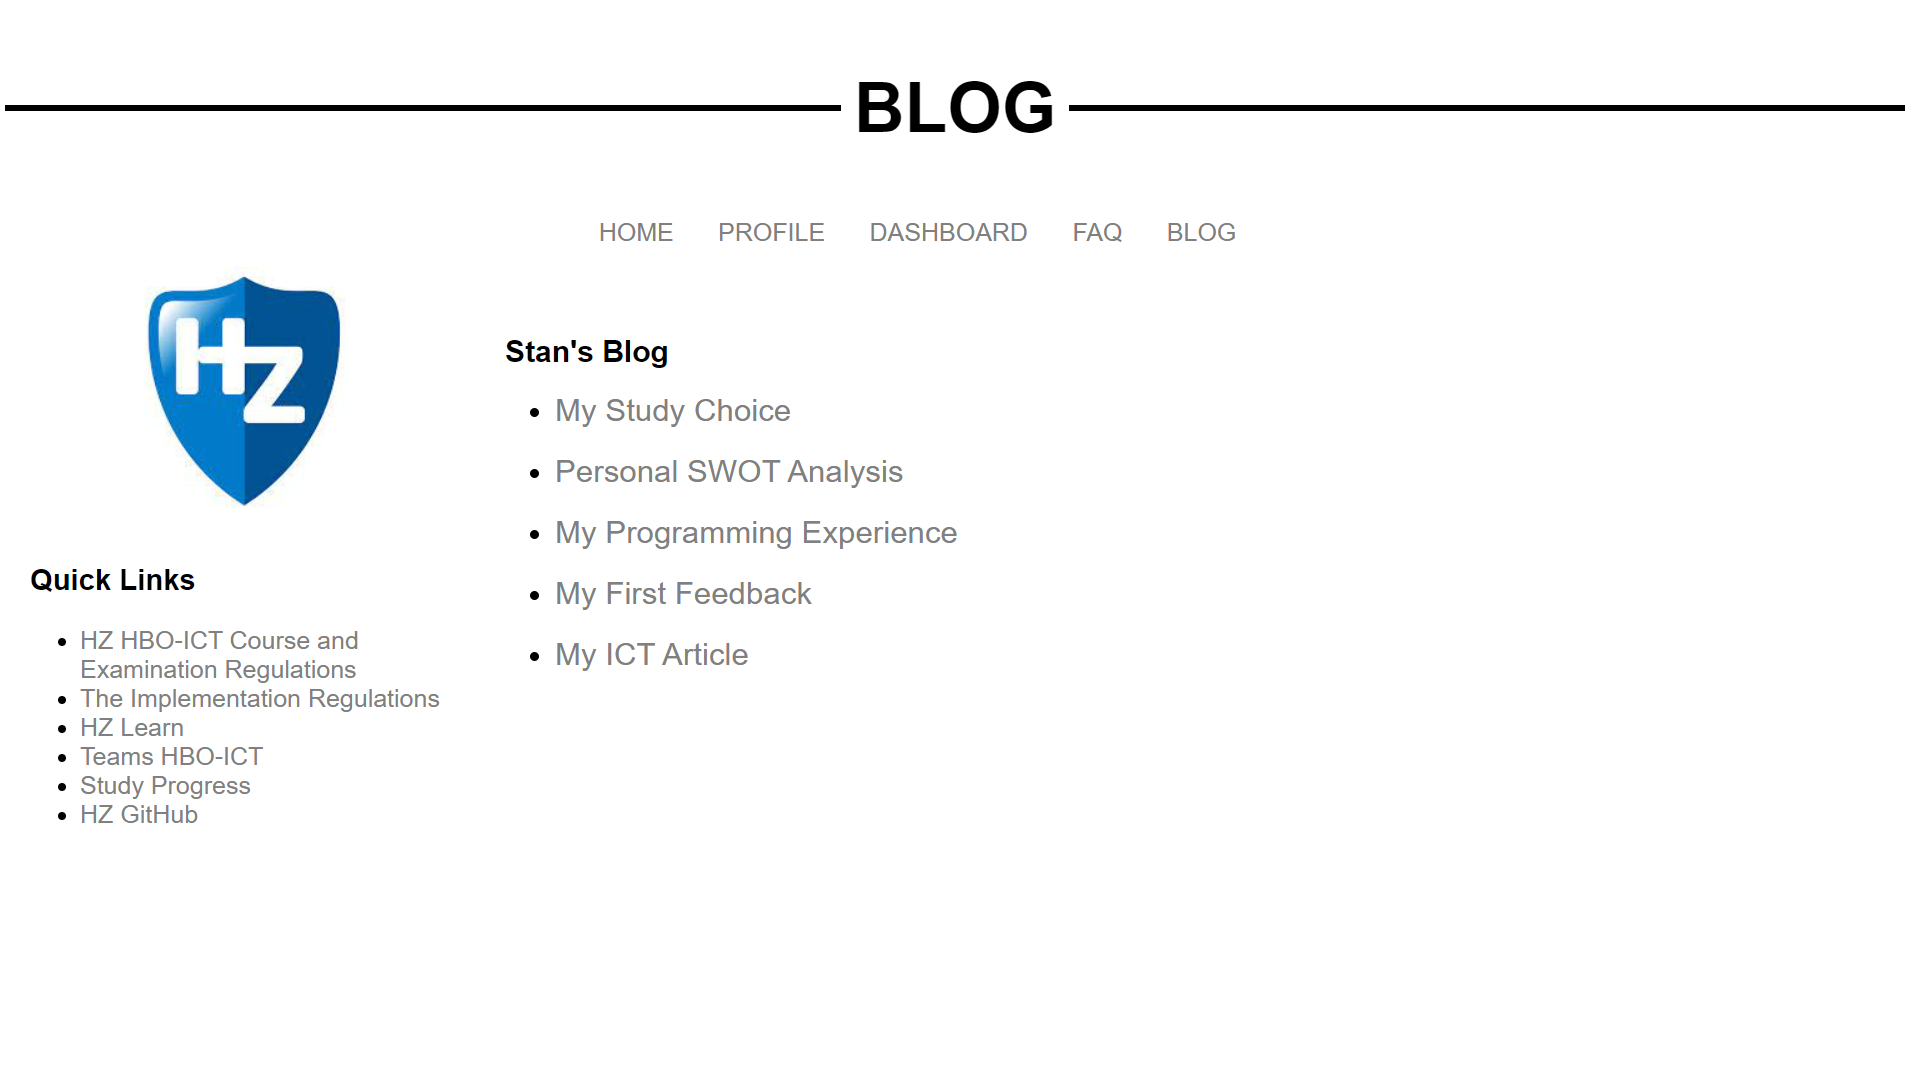 BLOG
HOME PROFILE DASHBOARD FAQ BLOG
HZ
Quick Links
HZ HBO-ICT Course and
Examination Regulations
The Implementation Regulations
HZ Learn
Teams HBO-ICT
Study Progress
HZ GitHub
Stan's Blog
My Study Choice
Personal SWOT Analysis
My Programming Experience
My First Feedback
My ICT Article